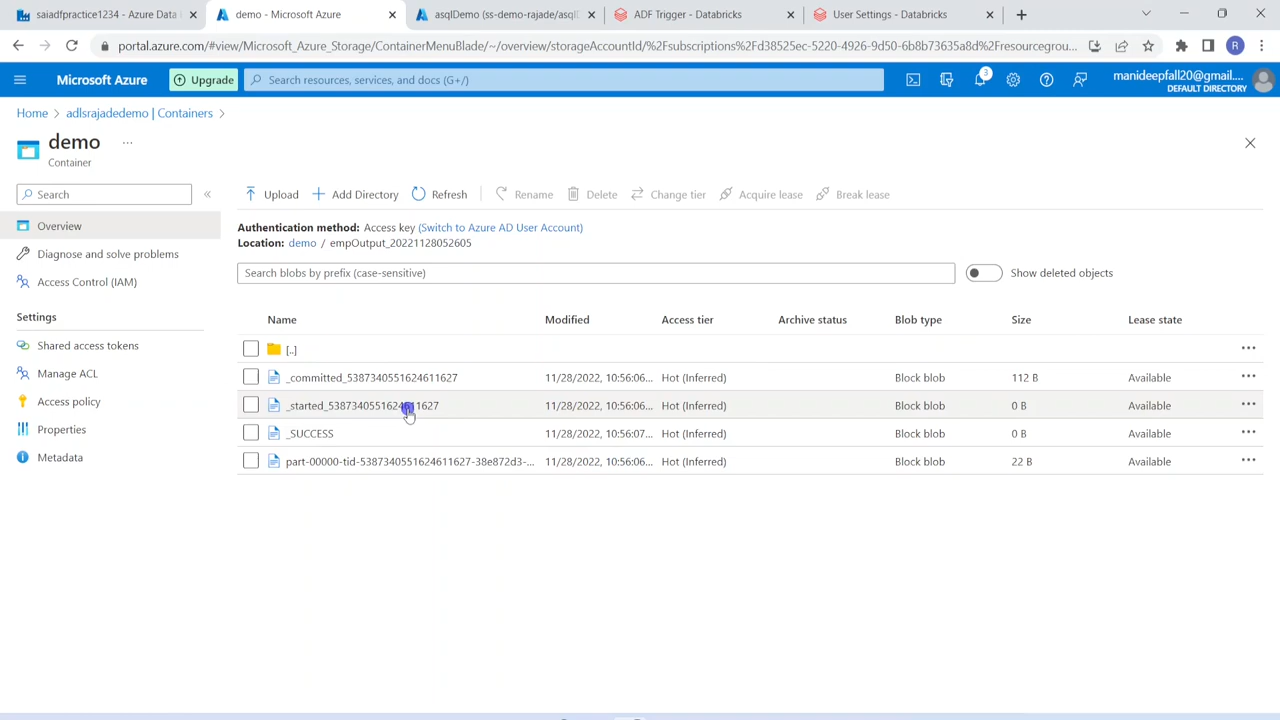 saiadfpractice1234 - Azure Data
demo - Microsoft Azure
asqlDemo (ss-demo-rajade/asql
ADF Trigger - Databricks
User Settings - Databricks
portal.azure.com/#view/Microsoft_Azure_Storage/ContainerMenuBlade/~/overview/storageAccountId/%2Fsubscriptions%2Fd38525ec-5220-4926-9d50-6b8b73635a8d%2Fresourcegrou...
R
Microsoft Azure
Upgrade
Search resources, services, and docs (G+/)
3
manideepfall20@gmail....
DEFAULT DIRECTORY
Home > adlsrajadedemo | Containers >
demo ...
Container
Search
«
Upload
Add Directory
Refresh
Rename
Delete
Change tier
Acquire lease
Break lease
Overview
Diagnose and solve problems
Access Control (IAM)
Settings
Shared access tokens
Manage ACL
Access policy
Properties
Metadata
Authentication method: Access key (Switch to Azure AD User Account)
Location: demo / empOutput_20221128052605
Search blobs by prefix (case-sensitive)
Show deleted objects
Name Modified Access tier Archive status Blob type Size Lease state
[..]
_committed_5387340551624611627 11/28/2022, 10:56:06... Hot (Inferred) Block blob 112 B Available
_started_5387340551624611627 11/28/2022, 10:56:06... Hot (Inferred) Block blob 0 B Available
_SUCCESS 11/28/2022, 10:56:07... Hot (Inferred) Block blob 0 B Available
part-00000-tid-5387340551624611627-38e872d3-... 11/28/2022, 10:56:06... Hot (Inferred) Block blob 22 B Available